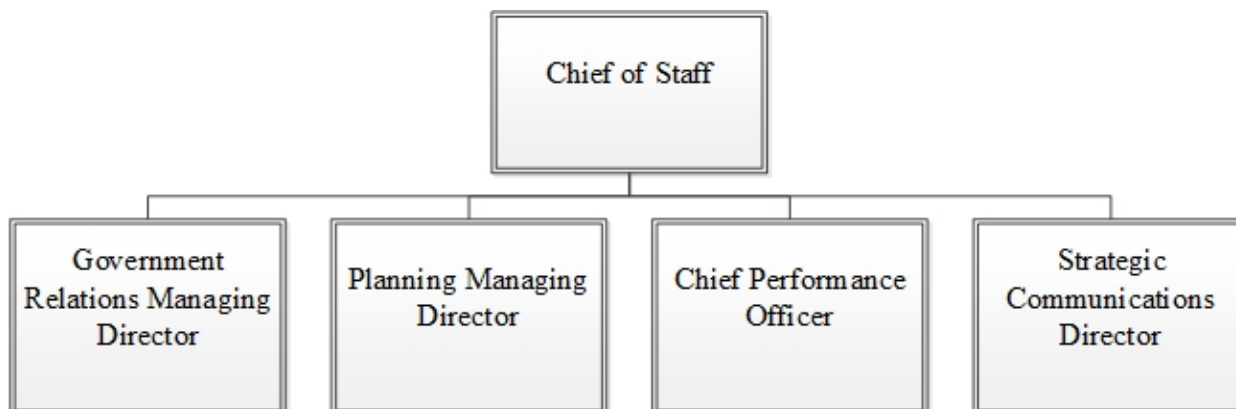 Chief of Staff
Government
Relations Managing
Director
Planning Managing
Director
Chief Performance
Officer
Strategic
Communications
Director